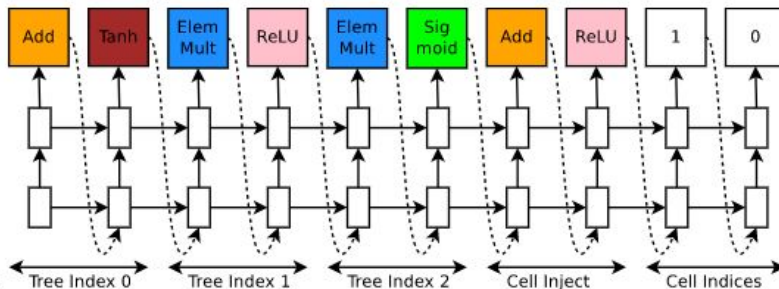 Add Tanh Elem Mult ReLU Elem Mult Sig moid Add ReLU 1 0
Tree Index 0 Tree Index 1 Tree Index 2 Cell Inject Cell Indices